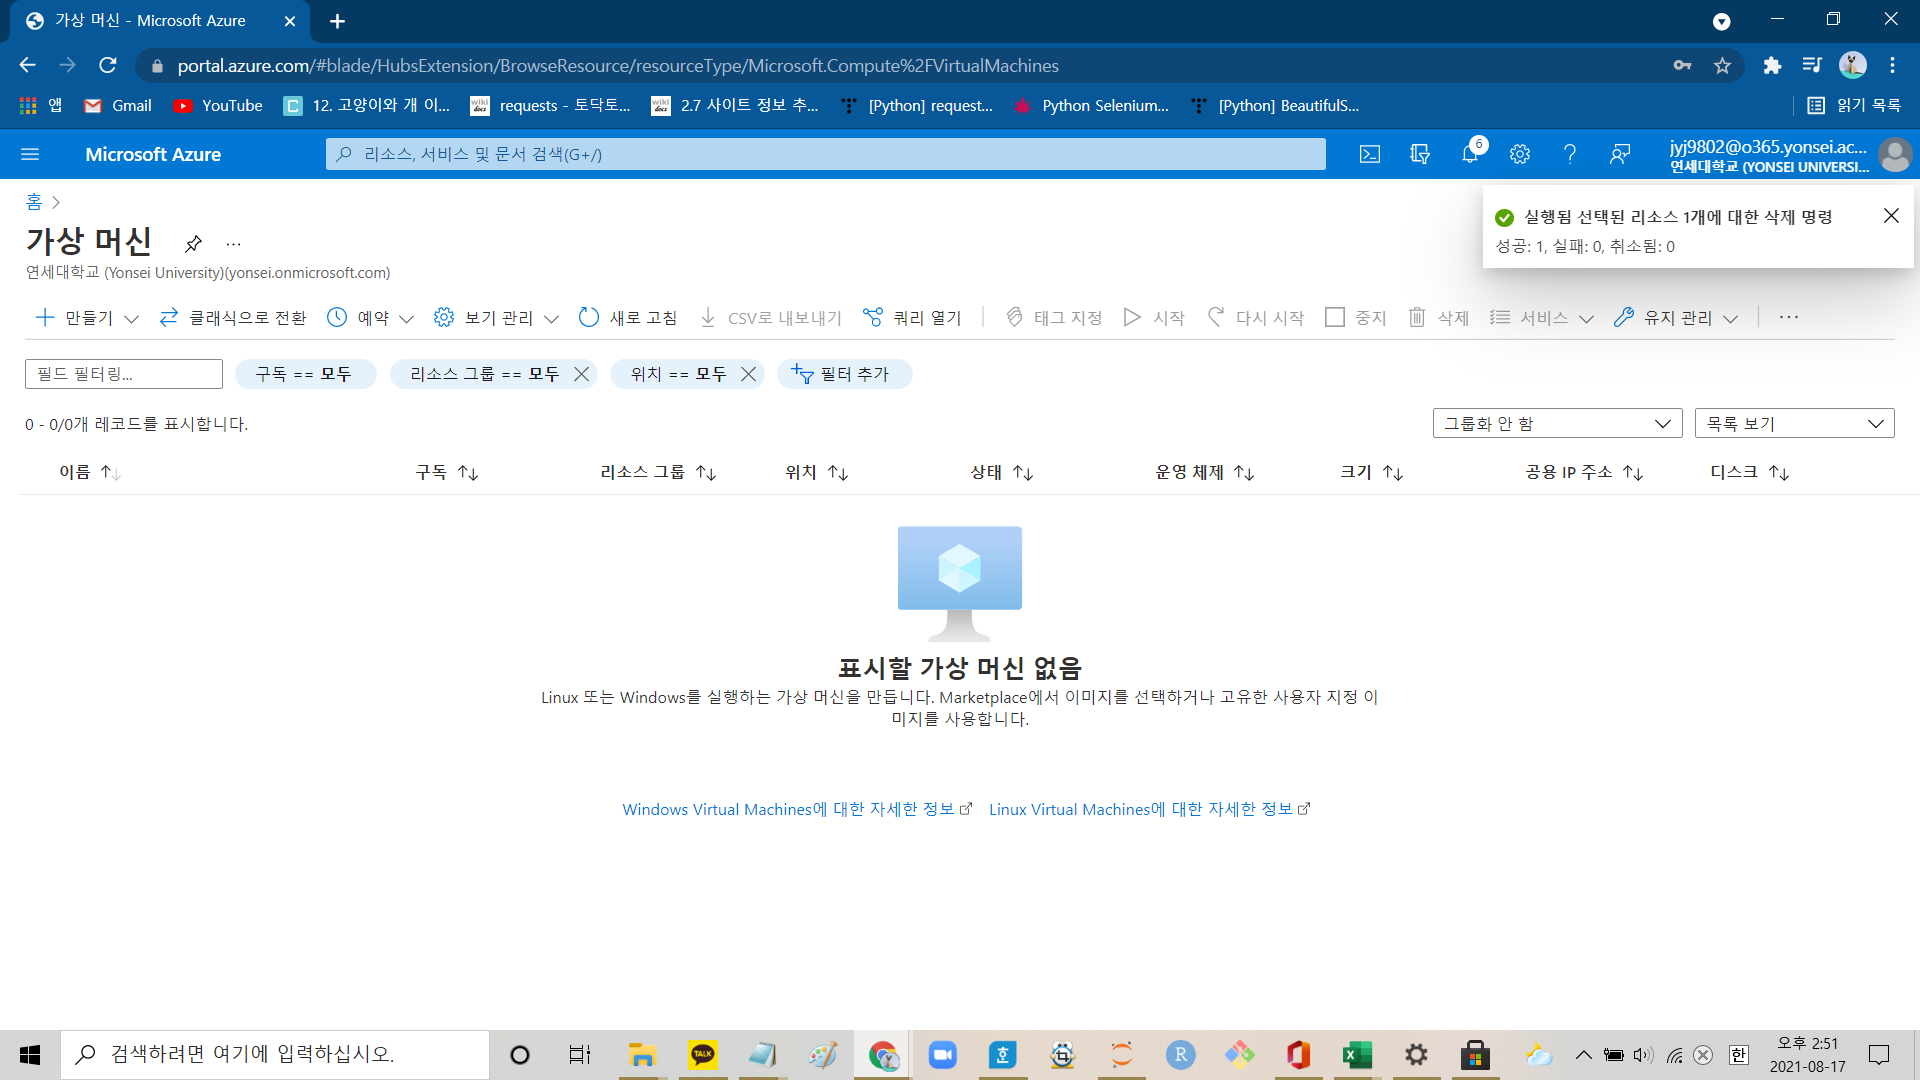 가상 머신 - Microsoft Azure
portal.azure.com/#blade/HubsExtension/BrowseResource/resourceType/Microsoft.Compute%2FVirtualMachines
앱 Gmail YouTube 12. 고양이와 개 이... requests - 토닥토... 2.7 사이트 정보 추... [Python] request... Python Selenium... [Python] BeautifulS... 읽기 목록
Microsoft Azure
리소스, 서비스 및 문서 검색(G+/)
6
jyj9802@o365.yonsei.ac...
연세대학교 (YONSEI UNIVERSI...
홈
가상 머신
연세대학교 (Yonsei University)(yonsei.onmicrosoft.com)
실행됨 선택된 리소스 1개에 대한 삭제 명령
성공: 1, 실패: 0, 취소됨: 0
만들기 클래식으로 전환 예약 보기 관리 새로 고침 CSV로 내보내기 쿼리 열기 태그 지정 시작 다시 시작 중지 삭제 서비스 유지 관리
필드 필터링... 구독 == 모두 리소스 그룹 == 모두 위치 == 모두 필터 추가
0 - 0/0개 레코드를 표시합니다.
그룹화 안 함 목록 보기
이름 구독 리소스 그룹 위치 상태 운영 체제 크기 공용 IP 주소 디스크
표시할 가상 머신 없음
Linux 또는 Windows를 실행하는 가상 머신을 만듭니다. Marketplace에서 이미지를 선택하거나 고유한 사용자 지정 이
미지를 사용합니다.
Windows Virtual Machines에 대한 자세한 정보 Linux Virtual Machines에 대한 자세한 정보
검색하려면 여기에 입력하십시오.
TALK
호
R
한
오후 2:51
2021-08-17